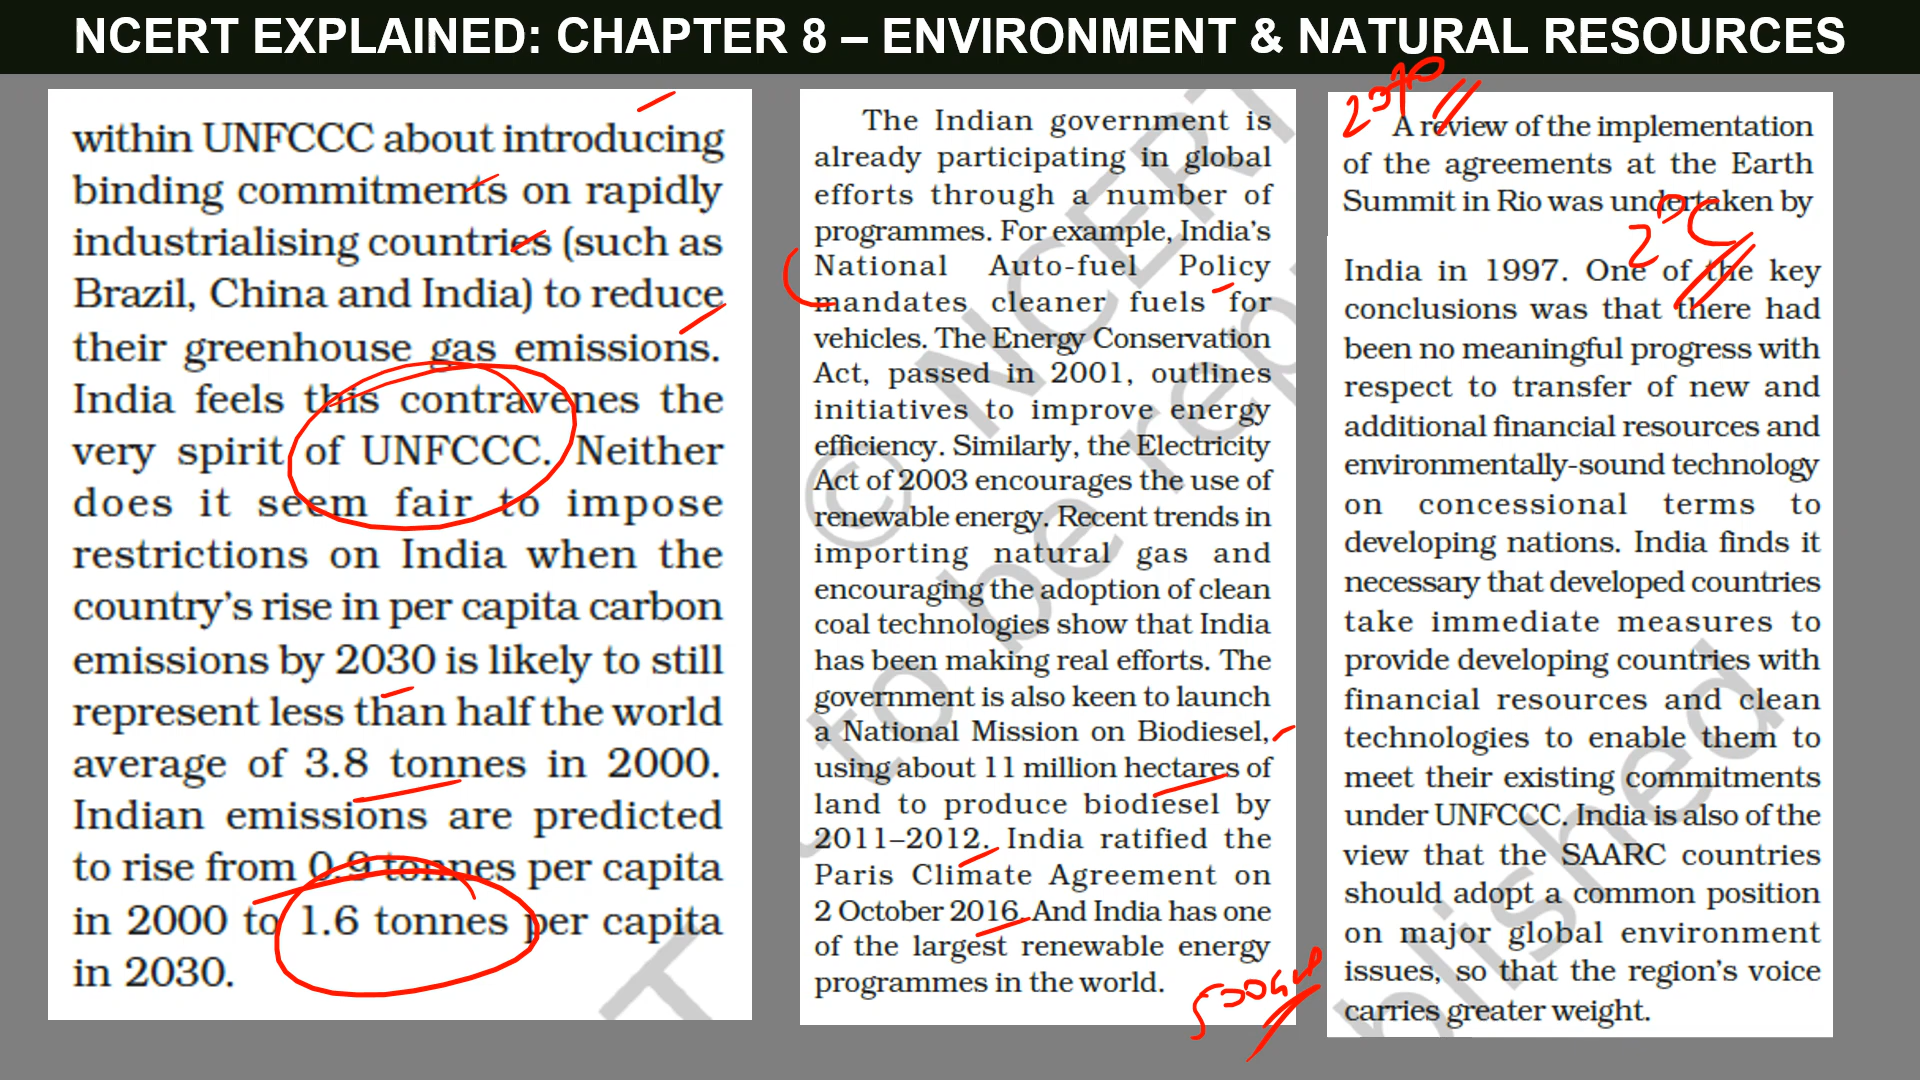 NCERT EXPLAINED: CHAPTER 8 – ENVIRONMENT & NATURAL RESOURCES
within UNFCCC about introducing
binding commitments on rapidly
industrialising countries (such as
Brazil, China and India) to reduce
their greenhouse gas emissions.
India feels this contravenes the
very spirit of UNFCCC. Neither
does it seem fair to impose
restrictions on India when the
country's rise in per capita carbon
emissions by 2030 is likely to still
represent less than half the world
average of 3.8 tonnes in 2000.
Indian emissions are predicted
to rise from 0.9 tonnes per capita
in 2000 to 1.6 tonnes per capita
in 2030.
The Indian government is
already participating in global
efforts through a number of
programmes. For example, India's
National Auto-fuel Policy
mandates cleaner fuels for
vehicles. The Energy Conservation
Act, passed in 2001, outlines
initiatives to improve energy
efficiency. Similarly, the Electricity
Act of 2003 encourages the use of
renewable energy. Recent trends in
importing natural gas and
encouraging the adoption of clean
coal technologies show that India
has been making real efforts. The
government is also keen to launch
a National Mission on Biodiesel,
using about 11 million hectares of
land to produce biodiesel by
2011–2012. India ratified the
Paris Climate Agreement on
2 October 2016. And India has one
of the largest renewable energy
programmes in the world.
500GW
2070
A review of the implementation
of the agreements at the Earth
Summit in Rio was undertaken by
2°C
India in 1997. One of the key
conclusions was that there had
been no meaningful progress with
respect to transfer of new and
additional financial resources and
environmentally-sound technology
on concessional terms to
developing nations. India finds it
necessary that developed countries
take immediate measures to
provide developing countries with
financial resources and clean
technologies to enable them to
meet their existing commitments
under UNFCCC. India is also of the
view that the SAARC countries
should adopt a common position
on major global environment
issues, so that the region's voice
carries greater weight.
© NCERT
to be republished